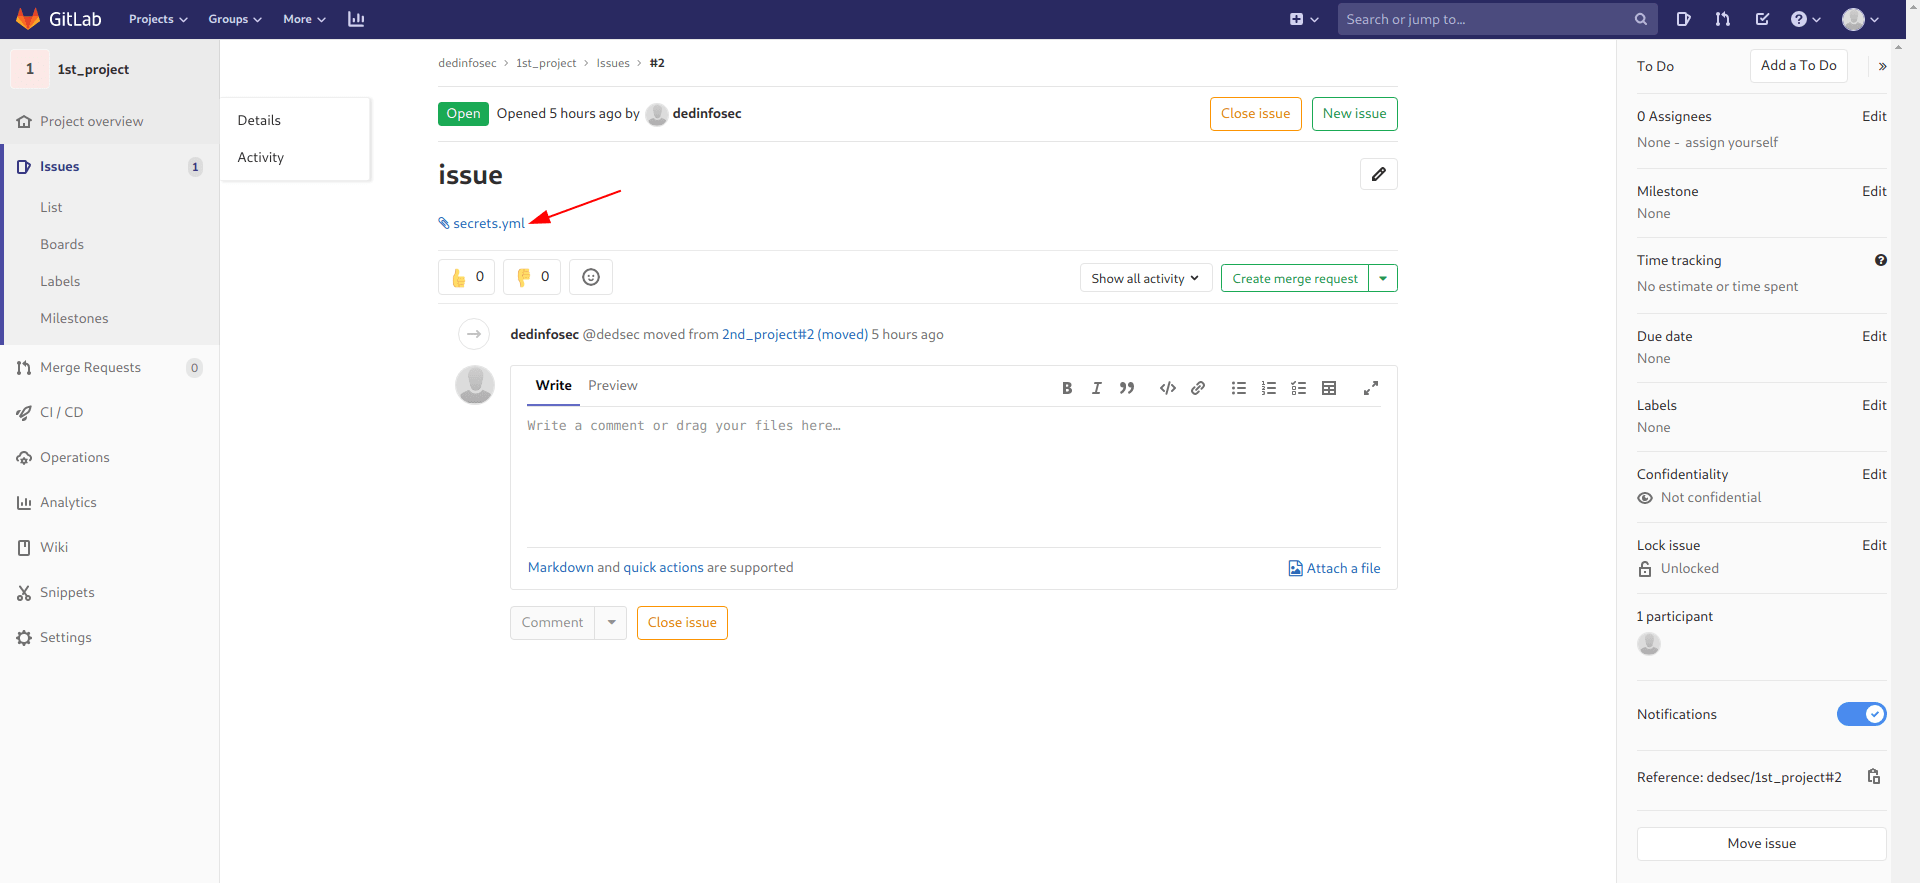 GitLab Projects Groups More Search or jump to...
1 1st_project
Project overview
Issues 1
List
Boards
Labels
Milestones
Merge Requests 0
CI / CD
Operations
Analytics
Wiki
Snippets
Settings
Details
Activity
dedinfosec > 1st_project > Issues > #2
Open Opened 5 hours ago by dedinfosec Close issue New issue
issue
secrets.yml
0 0 Show all activity Create merge request
dedinfosec @dedsec moved from 2nd_project#2 (moved) 5 hours ago
Write Preview
Write a comment or drag your files here…
Markdown and quick actions are supported Attach a file
Comment Close issue
To Do Add a To Do »
0 Assignees Edit
None - assign yourself
Milestone Edit
None
Time tracking
No estimate or time spent
Due date Edit
None
Labels Edit
None
Confidentiality Edit
Not confidential
Lock issue Edit
Unlocked
1 participant
Notifications
Reference: dedsec/1st_project#2
Move issue